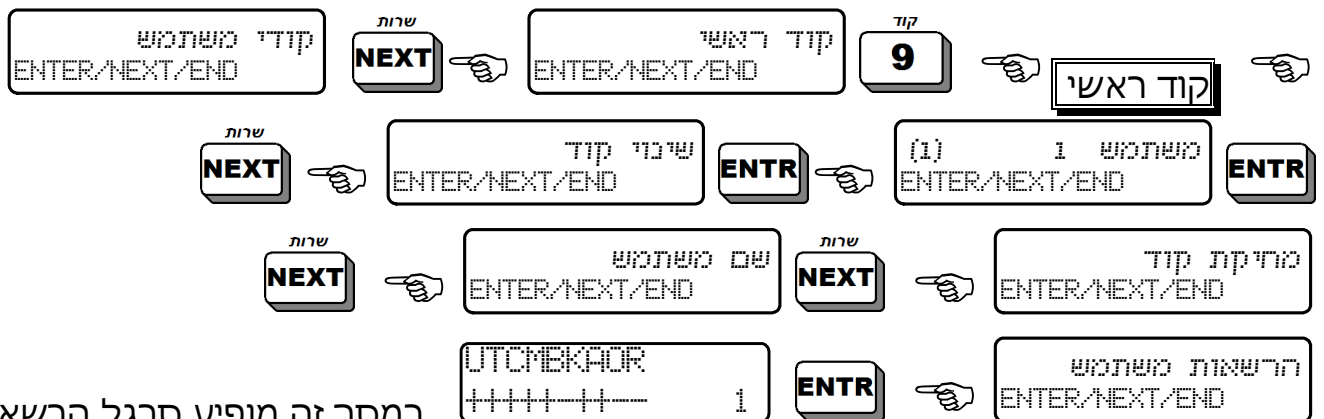 קוד ראשי
קוד
9
קוד ראשי
ENTER/NEXT/END
שרות
NEXT
קודי משתמש
ENTER/NEXT/END
ENTR
משתמש 1 (1)
ENTER/NEXT/END
ENTR
שינוי קוד
ENTER/NEXT/END
שרות
NEXT
מחיקת קוד
ENTER/NEXT/END
שרות
NEXT
שם משתמש
ENTER/NEXT/END
שרות
NEXT
הרשאות משתמש
ENTER/NEXT/END
ENTR
UTCMBKAOR
+++++-++- 1
במסך זה מופיע סרגל